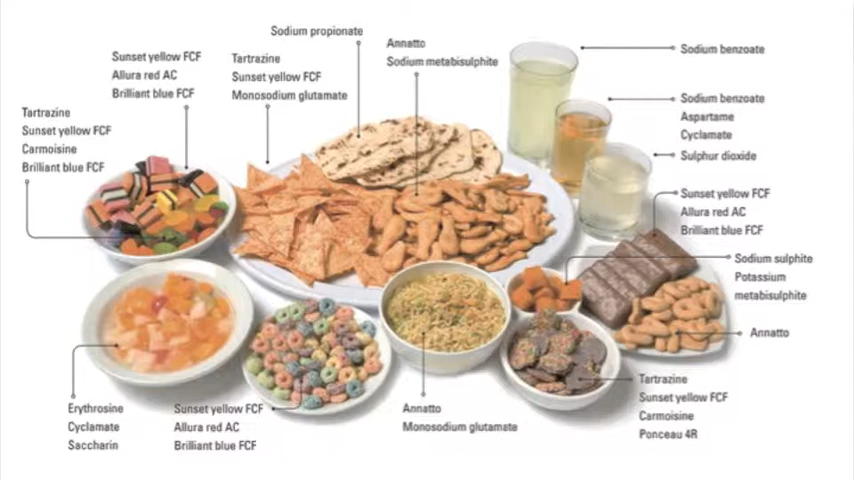 Sodium propionate
Annatto
Sodium metabisulphite
Sodium benzoate
Sunset yellow FCF
Allura red AC
Brilliant blue FCF
Tartrazine
Sunset yellow FCF
Monosodium glutamate
Sodium benzoate
Aspartame
Cyclamate
Tartrazine
Sunset yellow FCF
Carmoisine
Brilliant blue FCF
Sulphur dioxide
Sunset yellow FCF
Allura red AC
Brilliant blue FCF
Sodium sulphite
Potassium
metabisulphite
Annatto
Erythrosine
Cyclamate
Saccharin
Sunset yellow FCF
Allura red AC
Brilliant blue FCF
Annatto
Monosodium glutamate
Tartrazine
Sunset yellow FCF
Carmoisine
Ponceau 4R